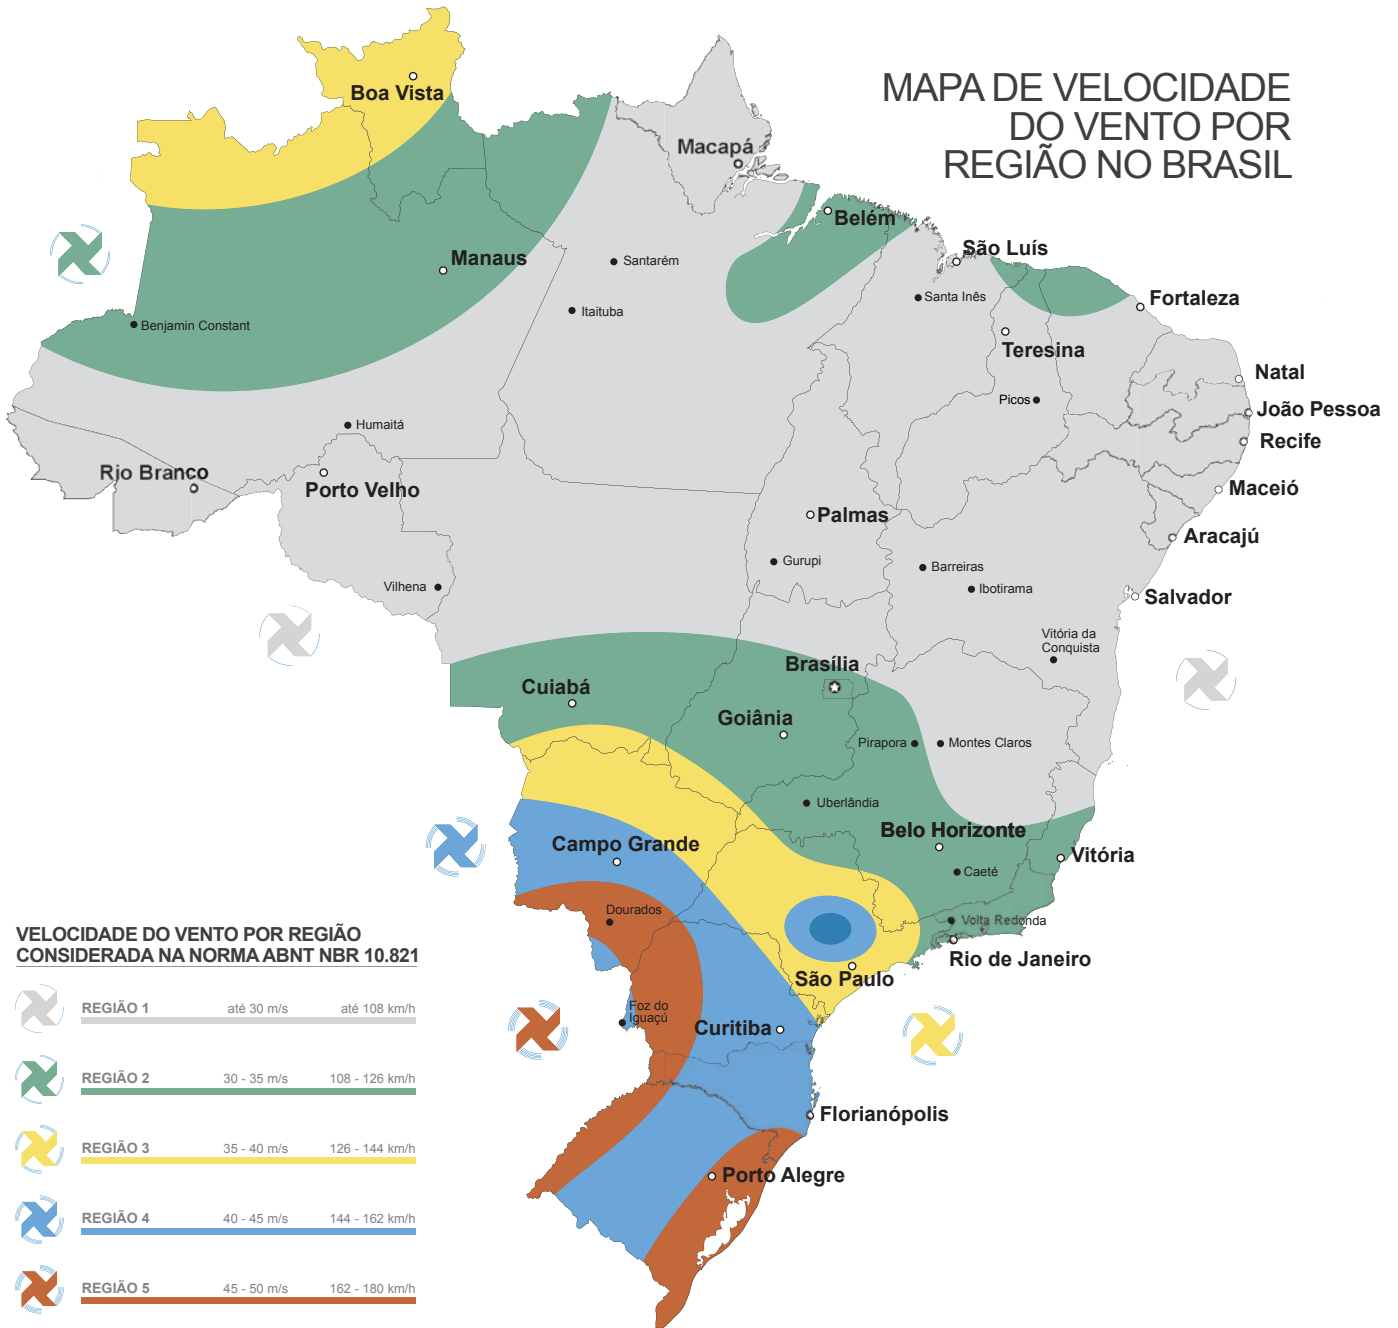 MAPA DE VELOCIDADE
DO VENTO POR
REGIÃO NO BRASIL
Boa Vista
Macapá
Belém
São Luís
Manaus
Santarém
Santa Inês
Fortaleza
Itaituba
Benjamin Constant
Teresina
Natal
Picos
João Pessoa
Humaitá
Recife
Rio Branco
Porto Velho
Maceió
Palmas
Aracajú
Gurupi
Barreiras
Vilhena
Ibotirama
Salvador
Vitória da
Conquista
Brasília
Cuiabá
Goiânia
Pirapora
Montes Claros
Uberlândia
Belo Horizonte
Campo Grande
Vitória
Caeté
Dourados
Volta Redonda
Rio de Janeiro
São Paulo
Foz do
Iguaçú
Curitiba
Florianópolis
Porto Alegre
VELOCIDADE DO VENTO POR REGIÃO
CONSIDERADA NA NORMA ABNT NBR 10.821
REGIÃO 1 até 30 m/s até 108 km/h
REGIÃO 2 30 - 35 m/s 108 - 126 km/h
REGIÃO 3 35 - 40 m/s 126 - 144 km/h
REGIÃO 4 40 - 45 m/s 144 - 162 km/h
REGIÃO 5 45 - 50 m/s 162 - 180 km/h